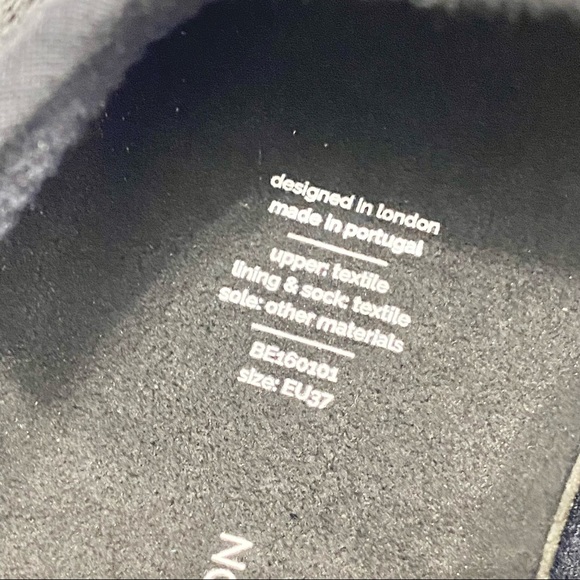 designed in london
made in portugal
upper: textile
lining & sock: textile
sole: other materials
BE160101
size: EU37